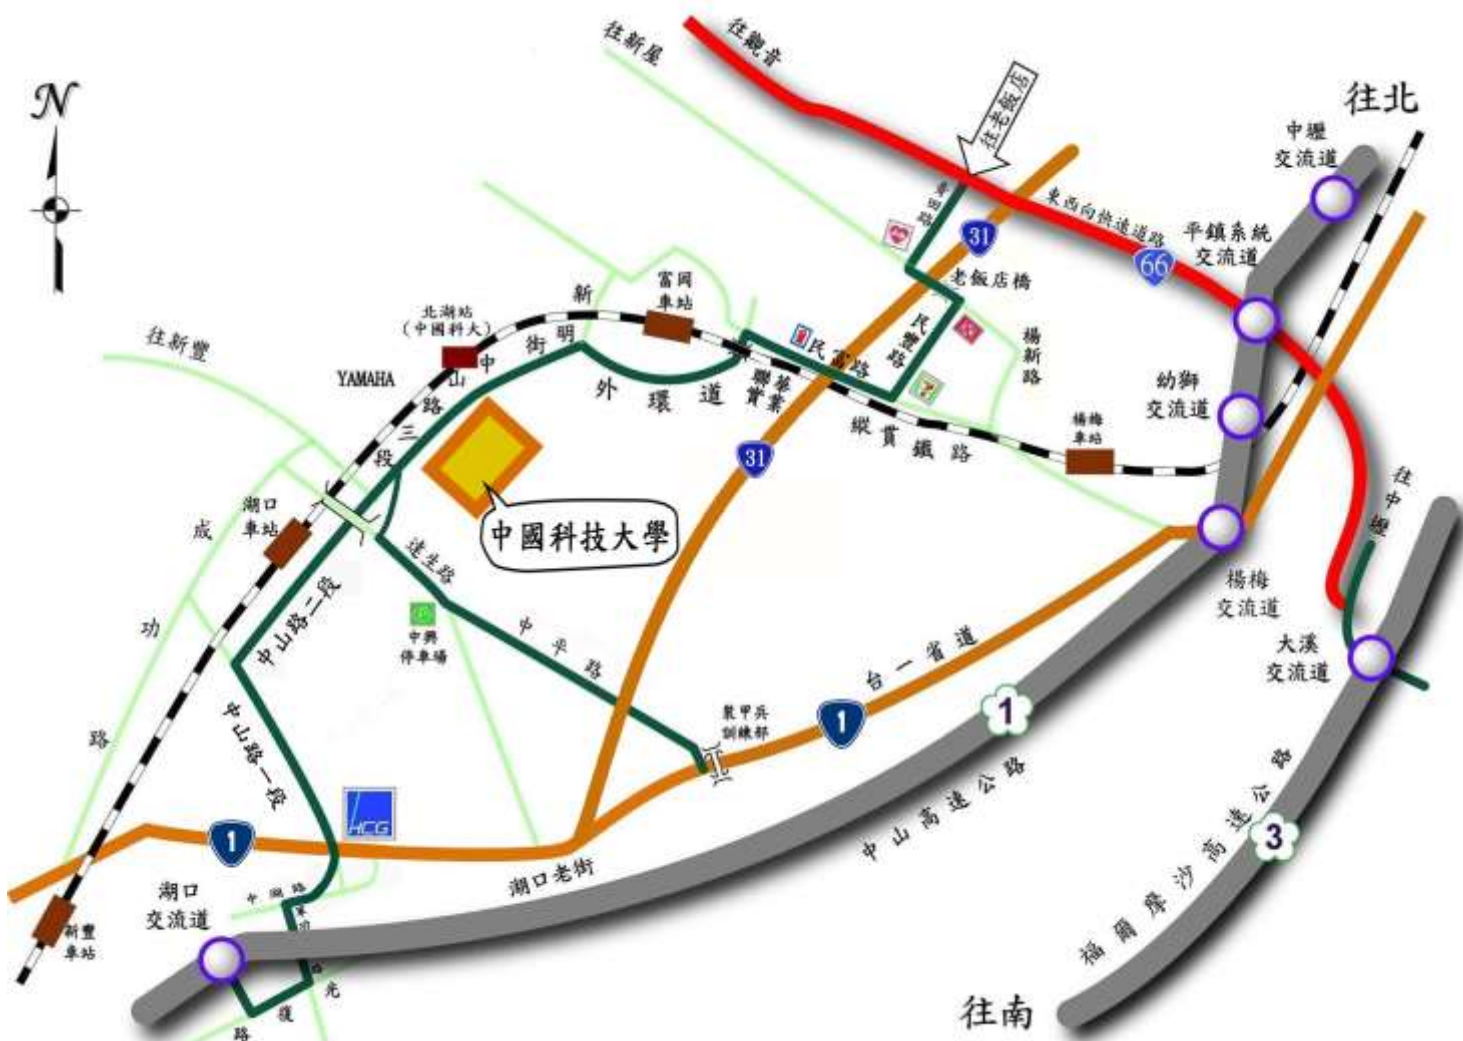 N
往新屋
往觀音
往老飯店
往北
中壢
交流道
東西向快速道路
66
平鎮系統
交流道
31
老飯店橋
富岡
車站
新
明
街
中
山
路
三
段
北湖站
(中國科大)
往新豐
YAMAHA
外環道
聯華
實業
民富路
民豐路
楊新路
幼獅
交流道
縱貫鐵路
楊梅
車站
31
往中壢
湖口
車站
成功路
中國科技大學
達生路
中山路二段
中興
停車場
中平路
楊梅
交流道
大溪
交流道
台一省道
裝甲兵
訓練部
1
1
中山路一段
HCG
1
中山高速公路
福爾摩沙高速公路
3
湖口老街
湖口
交流道
中湖路
新豐
車站
光
復
路
往南